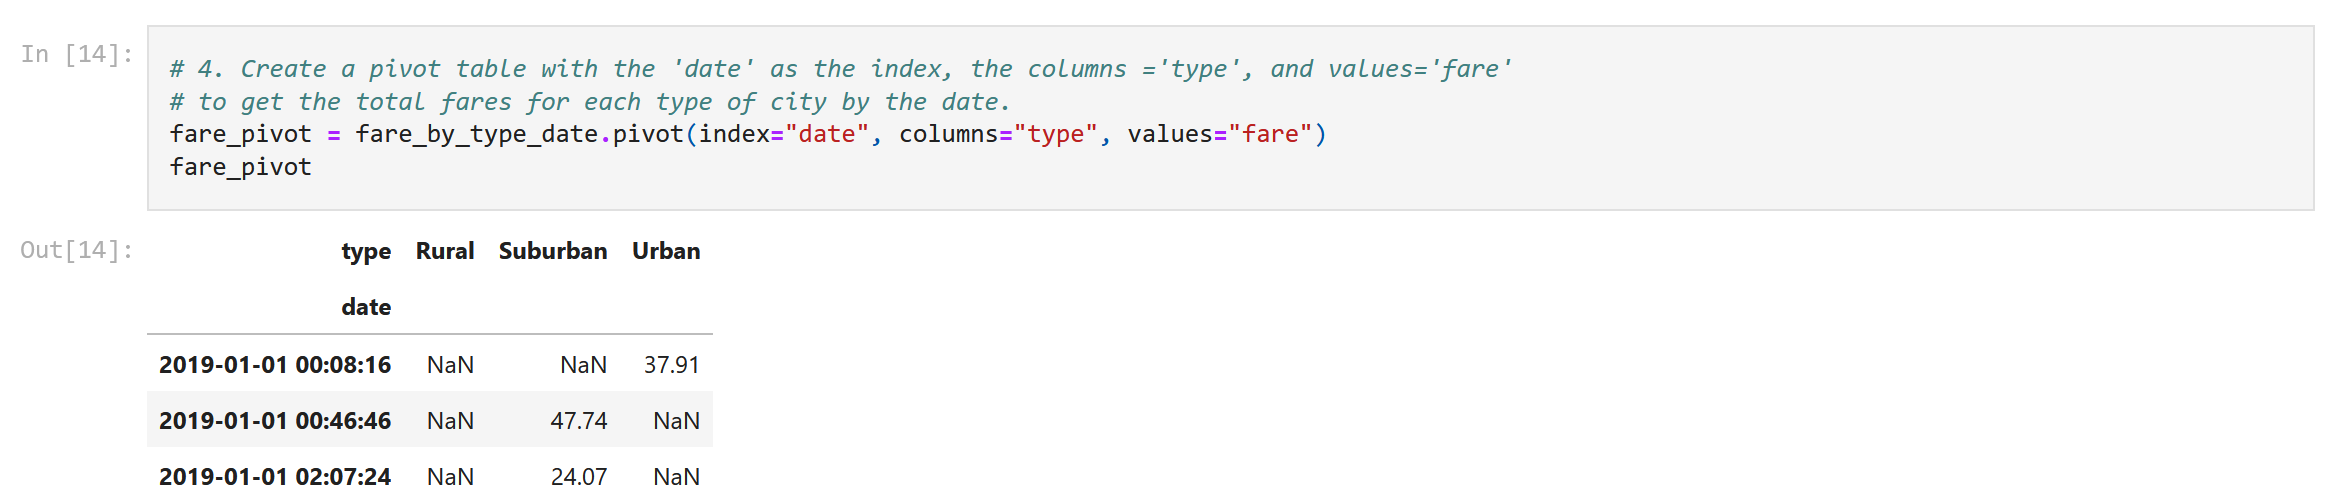 In [14]:
# 4. Create a pivot table with the 'date' as the index, the columns ='type', and values='fare'
# to get the total fares for each type of city by the date.
fare_pivot = fare_by_type_date.pivot(index="date", columns="type", values="fare")
fare_pivot
Out[14]:
type Rural Suburban Urban
date
2019-01-01 00:08:16 NaN NaN 37.91
2019-01-01 00:46:46 NaN 47.74 NaN
2019-01-01 02:07:24 NaN 24.07 NaN